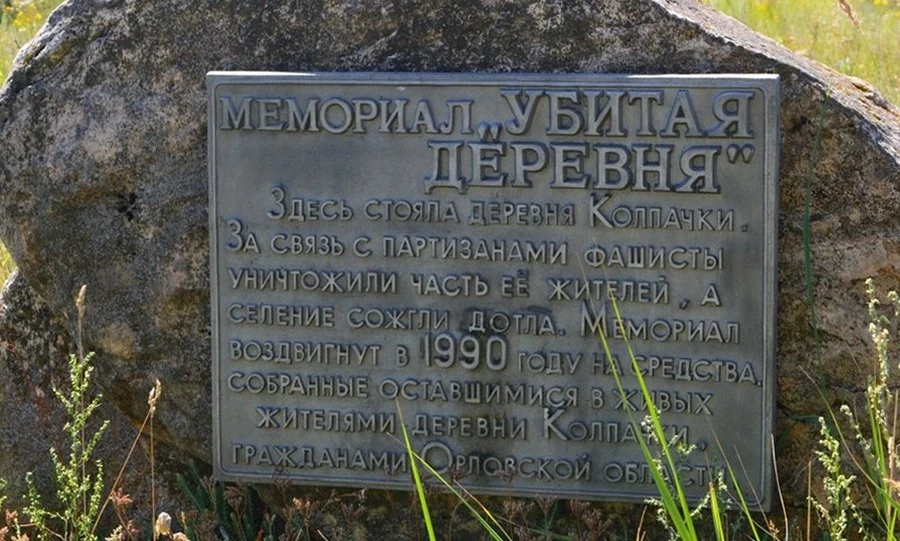 МЕМОРИАЛ „УБИТАЯ
ДЕРЕВНЯ”
Здесь стояла деревня Колпачки.
За связь с партизанами фашисты
уничтожили часть её жителей, а
селение сожгли дотла. Мемориал
воздвигнут в 1990 году на средства,
собранные оставшимися в живых
жителями деревни Колпачки,
гражданами Орловской области